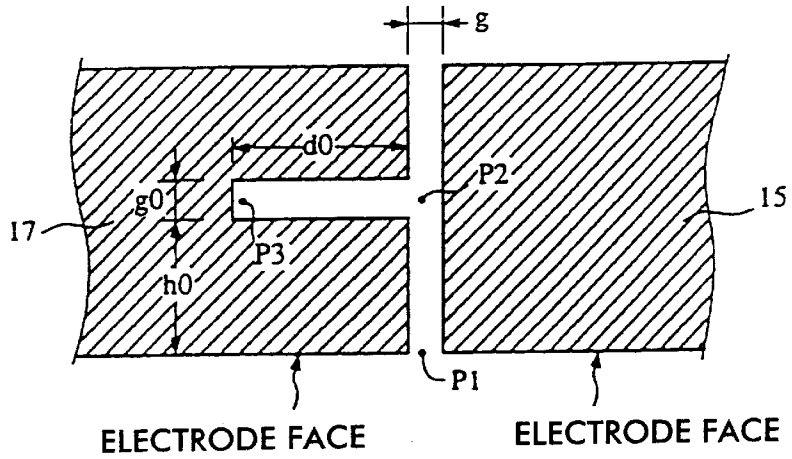 g
d0
P2
g0
15
17
P3
h0
P1
ELECTRODE FACE
ELECTRODE FACE